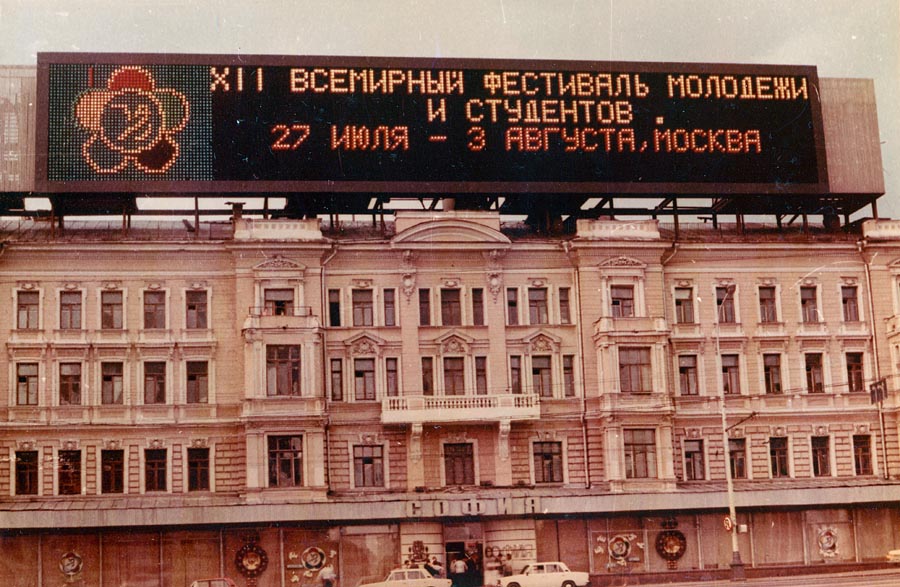 XII ВСЕМИРНЫЙ ФЕСТИВАЛЬ МОЛОДЕЖИ
И СТУДЕНТОВ .
27 ИЮЛЯ - 3 АВГУСТА, МОСКВА
СОФИЯ